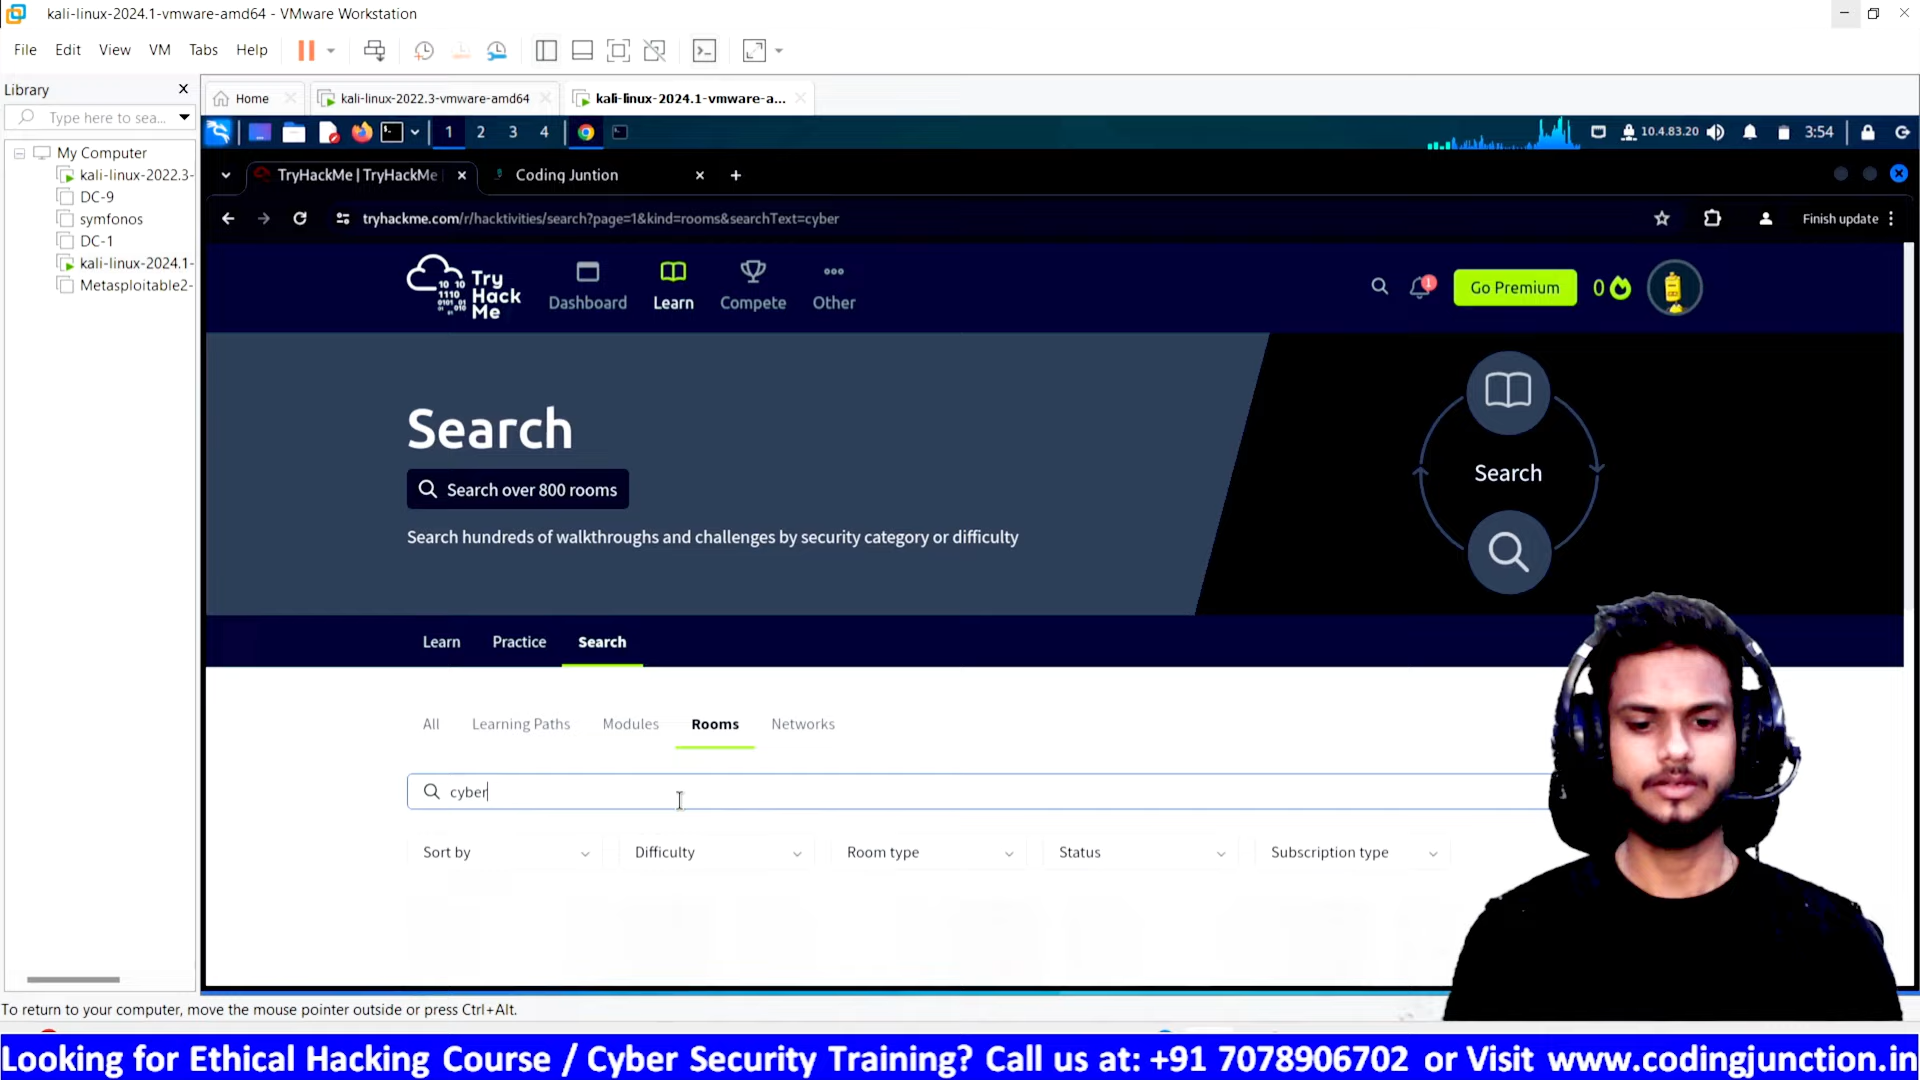 kali-linux-2024.1-vmware-amd64 - VMware Workstation
File Edit View VM Tabs Help
Library
Type here to sea...
My Computer
kali-linux-2022.3-
DC-9
symfonos
DC-1
kali-linux-2024.1-
Metasploitable2-
Home kali-linux-2022.3-vmware-amd64 kali-linux-2024.1-vmware-a...
1 2 3 4 10.4.83.20 3:54
TryHackMe | TryHackMe Coding Juntion
tryhackme.com/r/hacktivities/search?page=1&kind=rooms&searchText=cyber Finish update
Try Hack Me
10 10
1110
0101 01
010
Dashboard Learn Compete Other 1 Go Premium 0
Search
Search over 800 rooms
Search hundreds of walkthroughs and challenges by security category or difficulty
Search
Learn Practice Search
All Learning Paths Modules Rooms Networks
cyber
Sort by Difficulty Room type Status Subscription type
To return to your computer, move the mouse pointer outside or press Ctrl+Alt.
Looking for Ethical Hacking Course / Cyber Security Training? Call us at: +91 7078906702 or Visit www.codingjunction.in